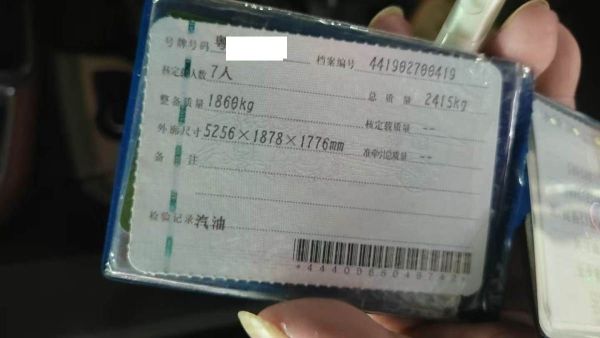 号牌号码 粤
档案编号 441902700419
核定载人数 7人
总质量 2415kg
整备质量 1860kg
核定载质量 --
外廓尺寸 5256×1878×1776mm
准牵引总质量 --
备注
检验记录 汽油